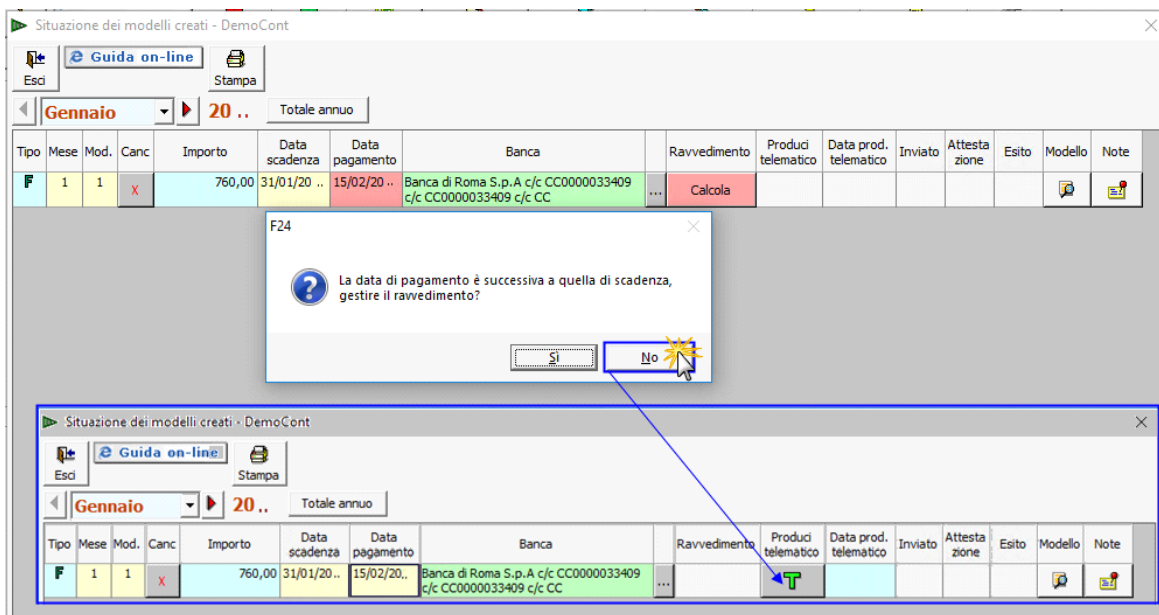 Situazione dei modelli creati - DemoCont
Guida on-line
Esci
Stampa
Gennaio
20 ..
Totale annuo
Tipo Mese Mod. Canc Importo Data scadenza Data pagamento Banca Ravvedimento Produci telematico Data prod. telematico Inviato Attesta zione Esito Modello Note
F 1 1 X 760,00 31/01/20 .. 15/02/20 .. Banca di Roma S.p.A c/c CC0000033409 ... Calcola
c/c CC0000033409 c/c CC
F24
La data di pagamento è successiva a quella di scadenza,
gestire il ravvedimento?
Sì
No
Situazione dei modelli creati - DemoCont
Guida on-line
Esci
Stampa
Gennaio
20 ..
Totale annuo
Tipo Mese Mod. Canc Importo Data scadenza Data pagamento Banca Ravvedimento Produci telematico Data prod. telematico Inviato Attesta zione Esito Modello Note
F 1 1 X 760,00 31/01/20.. 15/02/20.. Banca di Roma S.p.A c/c CC0000033409 ... T
c/c CC0000033409 c/c CC